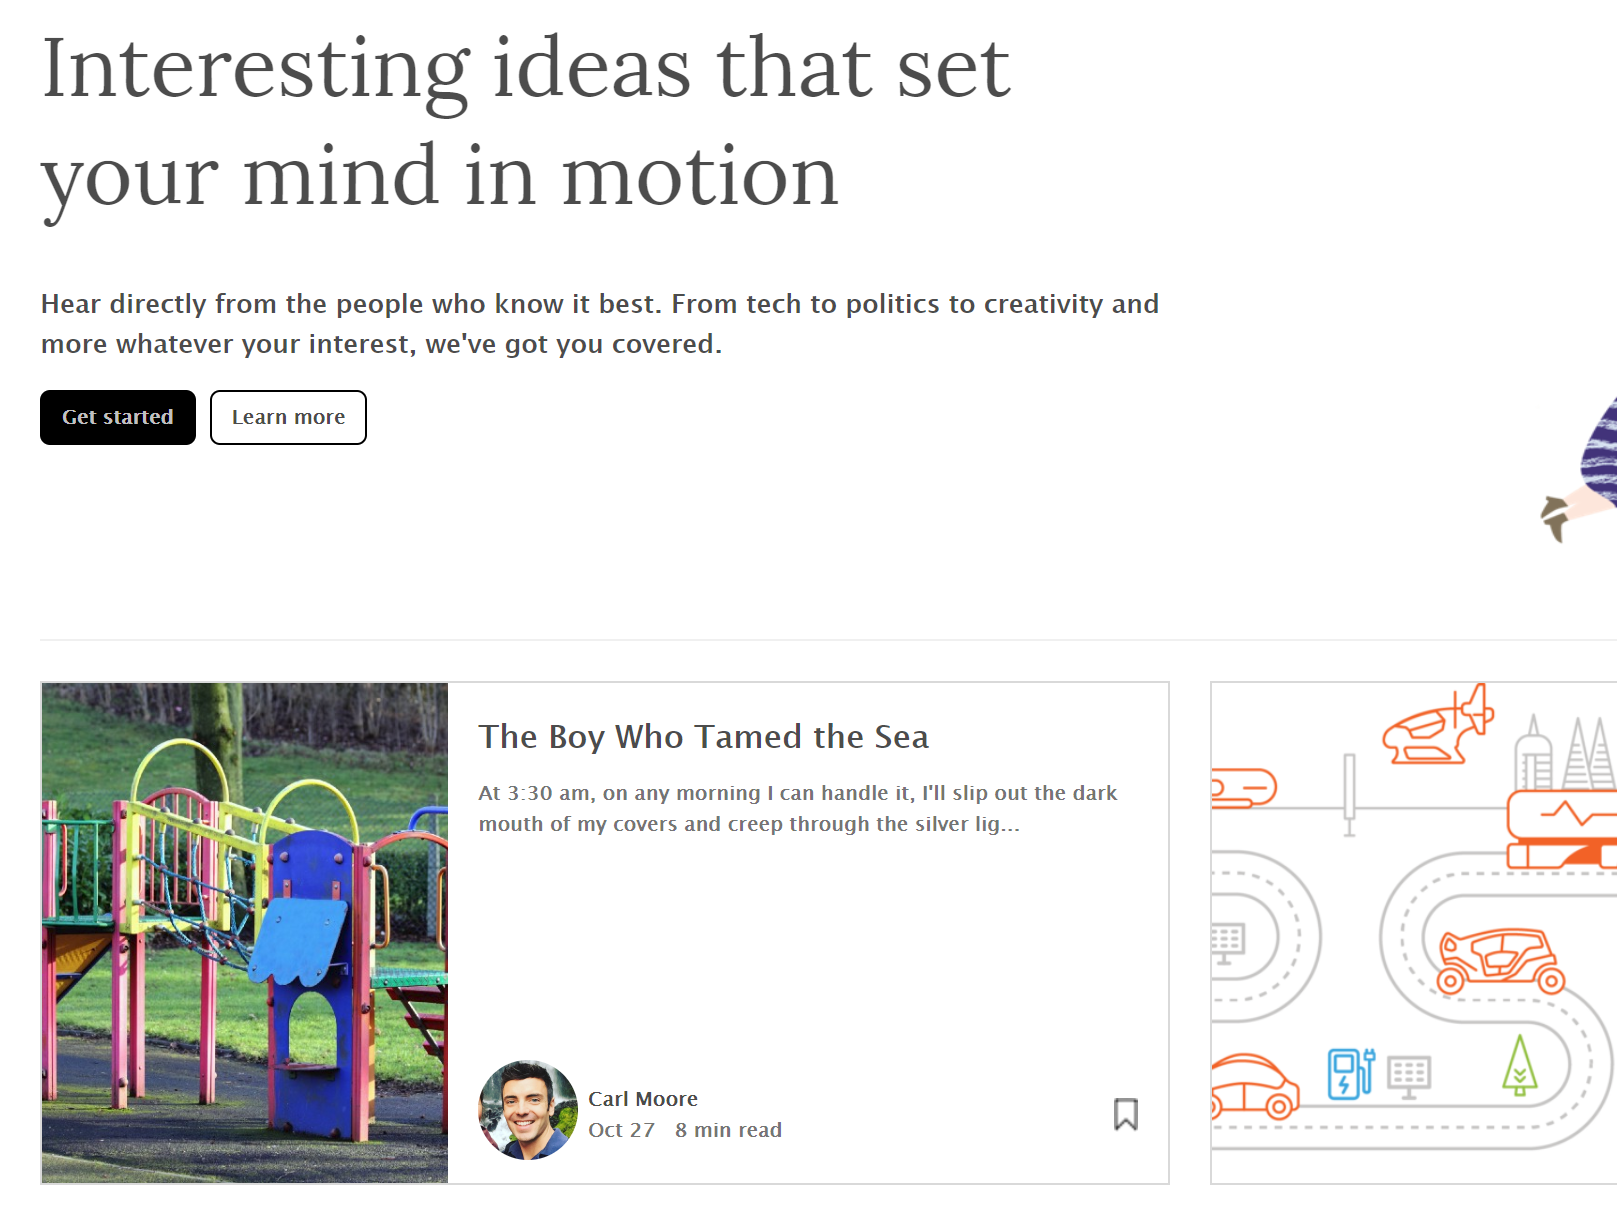 Interesting ideas that set
your mind in motion
Hear directly from the people who know it best. From tech to politics to creativity and
more whatever your interest, we've got you covered.
Get started
Learn more
The Boy Who Tamed the Sea
At 3:30 am, on any morning I can handle it, I'll slip out the dark
mouth of my covers and creep through the silver lig...
Carl Moore
Oct 27 8 min read